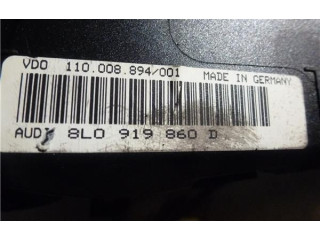 VDO 110.008.894/001 MADE IN GERMANY
AUDI 8L0 919 860 D